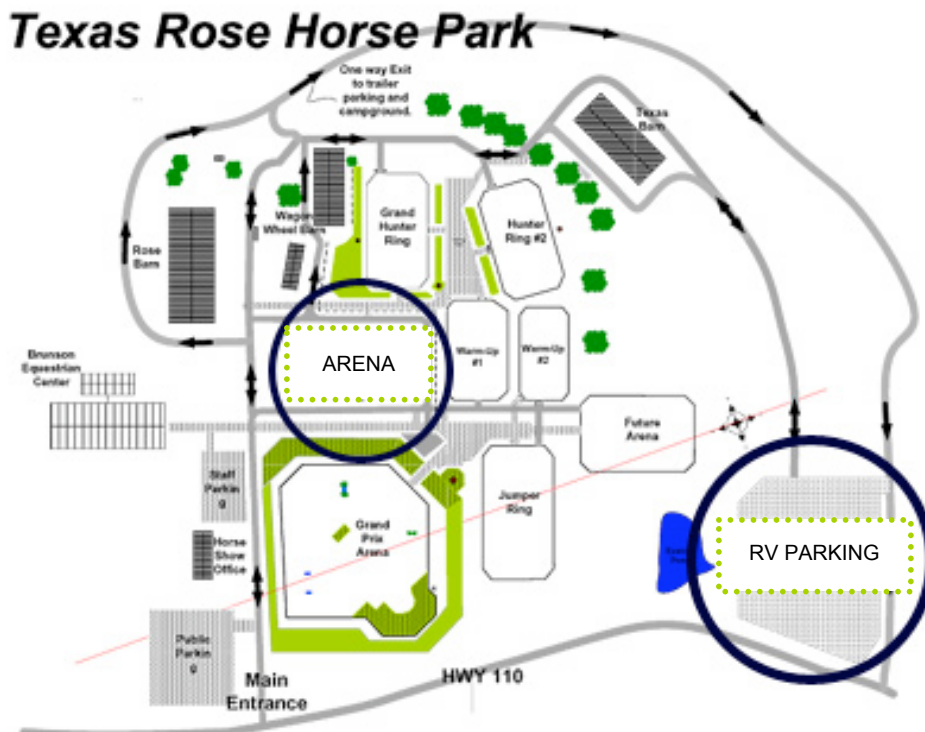 Texas Rose Horse Park
One way Exit
to trailer
parking and
campground.
Texas
Barn
Wagon
Wheel Barn
Grand
Hunter
Ring
Hunter
Ring #2
Rose
Barn
Brunson
Equestrian
Center
ARENA
Warm-Up
#1
Warm-Up
#2
Future
Arena
Staff
Parkin
g
Grand
Prix
Arena
Jumper
Ring
Horse
Show
Office
RV PARKING
Public
Parkin
g
Main
Entrance
HWY 110